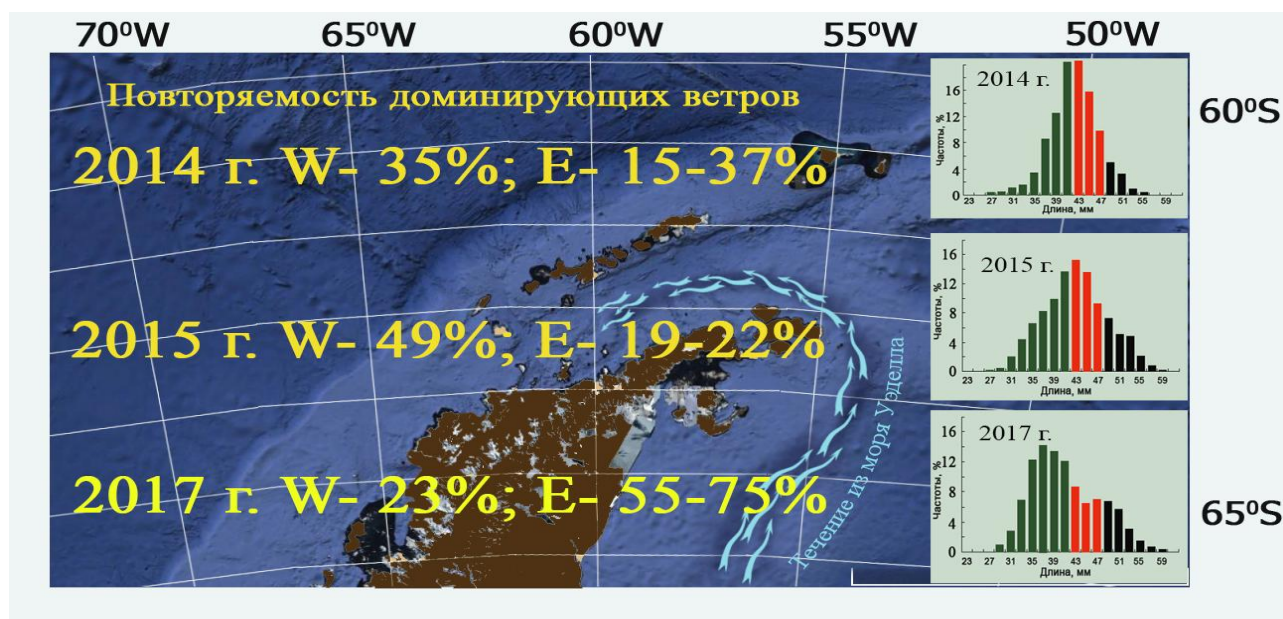 70⁰W 65⁰W 60⁰W 55⁰W 50⁰W
60⁰S
65⁰S
Повторяемость доминирующих ветров
2014 г. W- 35%; E- 15-37%
2015 г. W- 49%; E- 19-22%
2017 г. W- 23%; E- 55-75%
Течение из моря Уэделла
2014 г.
Частоты, %
16
12
8
4
0
23 27 31 35 39 43 47 51 55 59
Длина, мм
2015 г.
Частоты, %
16
12
8
4
0
23 27 31 35 39 43 47 51 55 59
Длина, мм
2017 г.
Частоты, %
16
12
8
4
0
23 27 31 35 39 43 47 51 55 59
Длина, мм